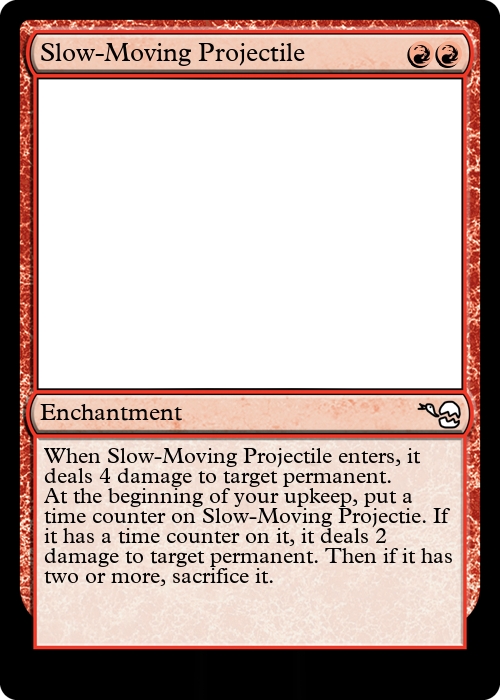 Slow-Moving Projectile
Enchantment
When Slow-Moving Projectile enters, it
deals 4 damage to target permanent.
At the beginning of your upkeep, put a
time counter on Slow-Moving Projectie. If
it has a time counter on it, it deals 2
damage to target permanent. Then if it has
two or more, sacrifice it.